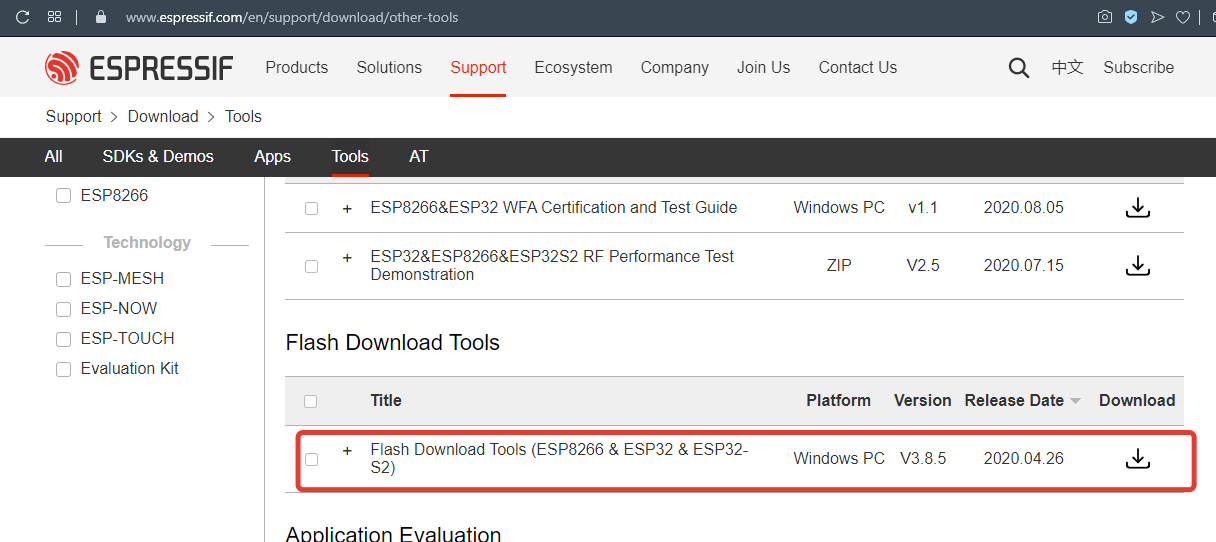 www.espressif.com/en/support/download/other-tools
ESPRESSIF
Products Solutions Support Ecosystem Company Join Us Contact Us 中文 Subscribe
Support > Download > Tools
All SDKs & Demos Apps Tools AT
ESP8266
Technology
ESP-MESH
ESP-NOW
ESP-TOUCH
Evaluation Kit
+ ESP8266&ESP32 WFA Certification and Test Guide Windows PC v1.1 2020.08.05
+ ESP32&ESP8266&ESP32S2 RF Performance Test
Demonstration ZIP V2.5 2020.07.15
Flash Download Tools
Title Platform Version Release Date Download
+ Flash Download Tools (ESP8266 & ESP32 & ESP32-
S2) Windows PC V3.8.5 2020.04.26
Application Evaluation